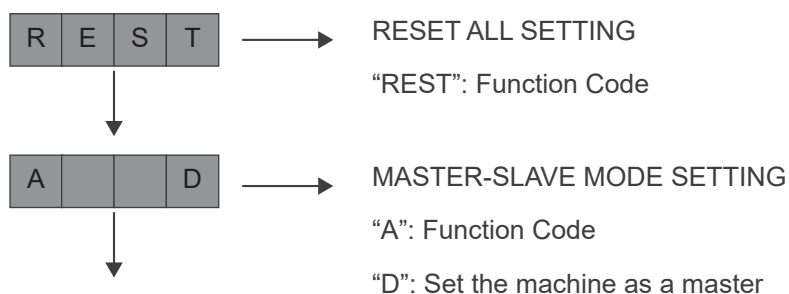 R E S T
RESET ALL SETTING
“REST”: Function Code
A D
MASTER-SLAVE MODE SETTING
“A”: Function Code
“D”: Set the machine as a master